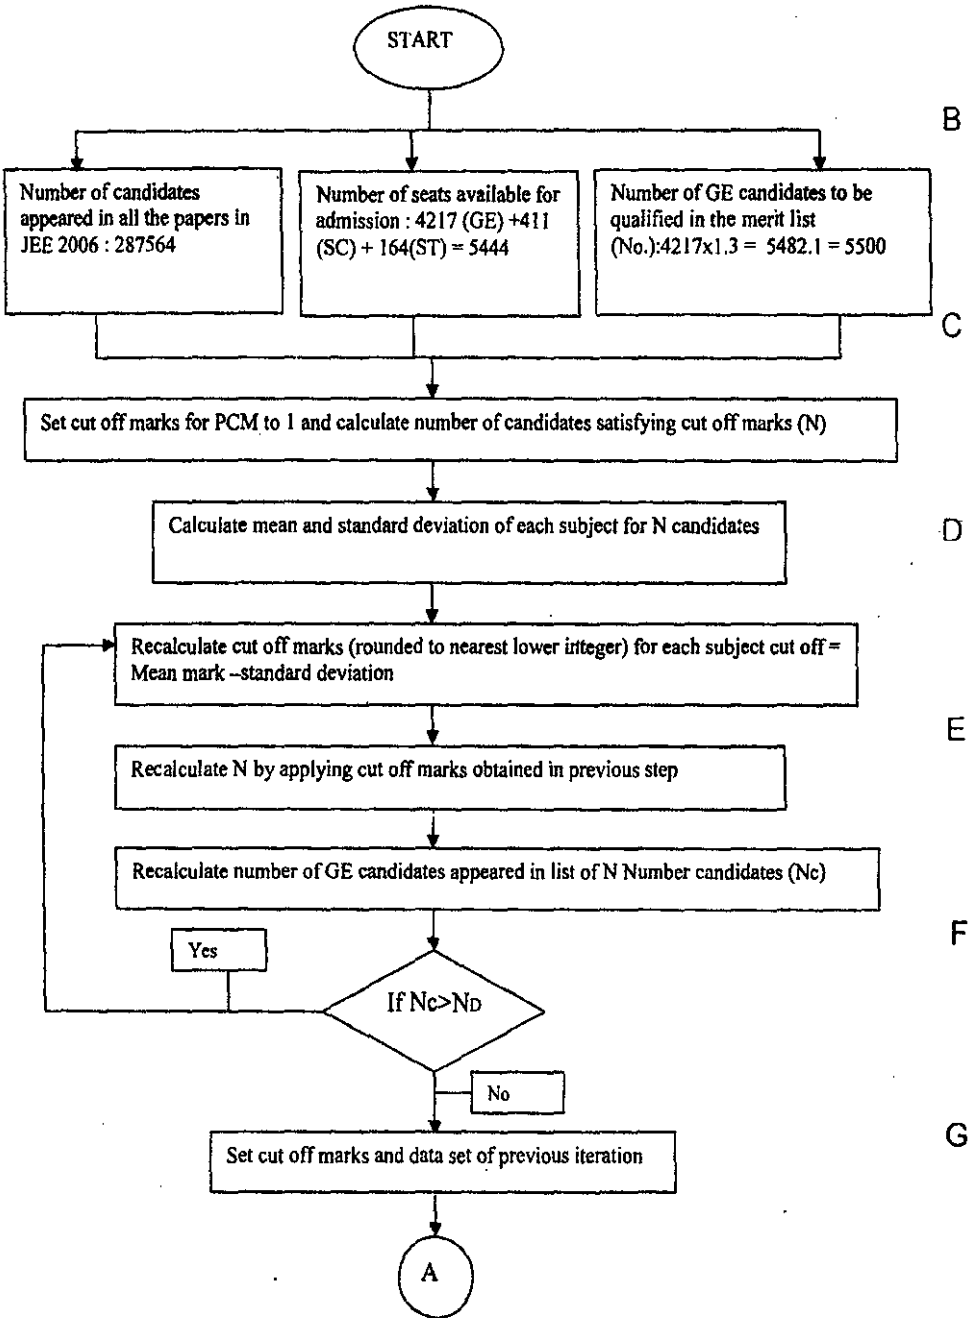 START
B
Number of candidates
appeared in all the papers in
JEE 2006 : 287564
Number of seats available for
admission : 4217 (GE) +411
(SC) + 164(ST) = 5444
Number of GE candidates to be
qualified in the merit list
(No.):4217x1.3 = 5482.1 = 5500
C
Set cut off marks for PCM to 1 and calculate number of candidates satisfying cut off marks (N)
Calculate mean and standard deviation of each subject for N candidates
D
Recalculate cut off marks (rounded to nearest lower integer) for each subject cut off =
Mean mark –standard deviation
E
Recalculate N by applying cut off marks obtained in previous step
Recalculate number of GE candidates appeared in list of N Number candidates (Nc)
F
Yes
If Nc>ND
No
G
Set cut off marks and data set of previous iteration
A